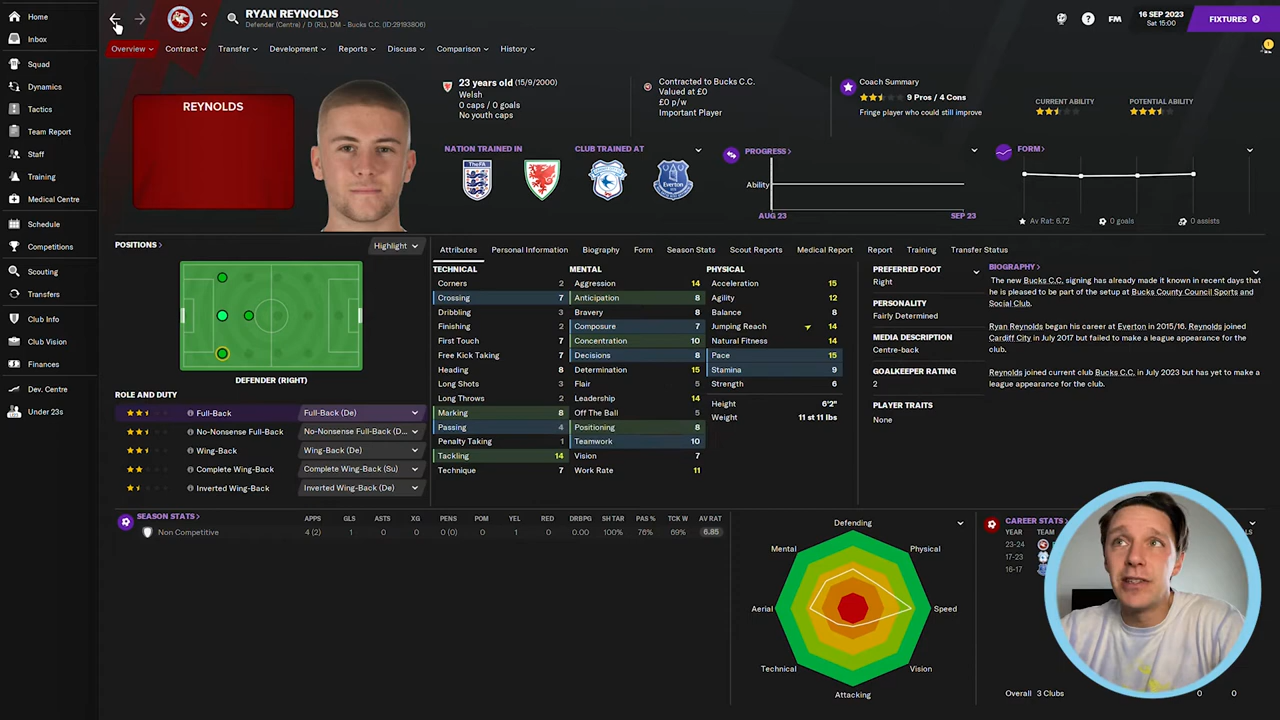 Home
Inbox
Squad
Dynamics
Tactics
Team Report
Staff
Training
Medical Centre
Schedule
Competitions
Scouting
Transfers
Club Info
Club Vision
Finances
Dev. Centre
Under 23s
RYAN REYNOLDS
Defender (Centre) / D (RL), DM - Bucks C.C. (ID:29193806)
FM
16 SEP 2023
Sat 15:00
FIXTURES
Overview
Contract
Transfer
Development
Reports
Discuss
Comparison
History
REYNOLDS
23 years old (15/9/2000)
Welsh
0 caps / 0 goals
No youth caps
Contracted to Bucks C.C.
Valued at £0
£0 p/w
Important Player
Coach Summary
9 Pros / 4 Cons
Fringe player who could still improve
CURRENT ABILITY
POTENTIAL ABILITY
NATION TRAINED IN
The FA
CLUB TRAINED AT
Everton
PROGRESS
Ability
AUG 23
SEP 23
FORM
Av Rat: 6.72
0 goals
0 assists
POSITIONS
Highlight
DEFENDER (RIGHT)
ROLE AND DUTY
Full-Back Full-Back (De)
No-Nonsense Full-Back No-Nonsense Full-Back (D...
Wing-Back Wing-Back (De)
Complete Wing-Back Complete Wing-Back (Su)
Inverted Wing-Back Inverted Wing-Back (De)
Attributes
Personal Information
Biography
Form
Season Stats
Scout Reports
Medical Report
Report
Training
Transfer Status
TECHNICAL
Corners 2
Crossing 7
Dribbling 3
Finishing 2
First Touch 7
Free Kick Taking 7
Heading 8
Long Shots 3
Long Throws 2
Marking 8
Passing 4
Penalty Taking 1
Tackling 14
Technique 7
MENTAL
Aggression 14
Anticipation 8
Bravery 8
Composure 7
Concentration 10
Decisions 8
Determination 15
Flair 5
Leadership 14
Off The Ball 5
Positioning 8
Teamwork 10
Vision 7
Work Rate 11
PHYSICAL
Acceleration 15
Agility 12
Balance 8
Jumping Reach 14
Natural Fitness 14
Pace 15
Stamina 9
Strength 6
Height 6'2"
Weight 11 st 11 lbs
PREFERRED FOOT
Right
PERSONALITY
Fairly Determined
MEDIA DESCRIPTION
Centre-back
GOALKEEPER RATING
2
PLAYER TRAITS
None
BIOGRAPHY
The new Bucks C.C. signing has already made it known in recent days that
he is pleased to be part of the setup at Bucks County Council Sports and
Social Club.
Ryan Reynolds began his career at Everton in 2015/16. Reynolds joined
Cardiff City in July 2017 but failed to make a league appearance for the
club.
Reynolds joined current club Bucks C.C. in July 2023 but has yet to make a
league appearance for the club.
SEASON STATS
APPS GLS ASTS XG PENS POM YEL RED DRBPG SH TAR PAS % TCK W AV RAT
Non Competitive 4 (2) 1 0 0 0 (0) 0 1 0 0.00 100% 76% 69% 6.85
Defending
Physical
Speed
Vision
Attacking
Technical
Aerial
Mental
CAREER STATS
YEAR TEAM
23-24
17-23
16-17
Overall 3 Clubs 0 0